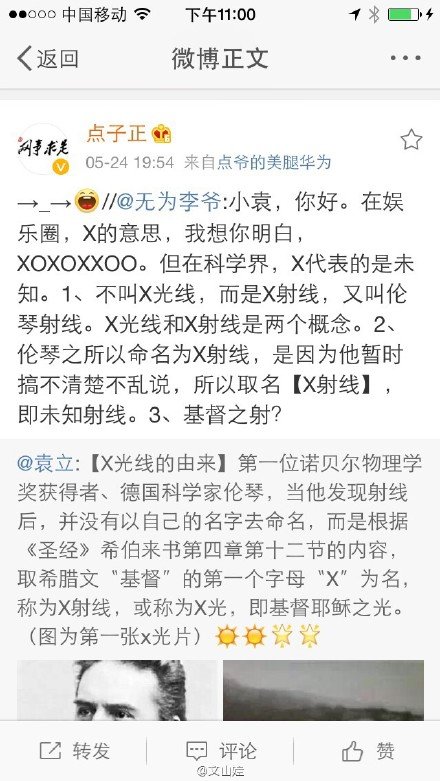 中国移动 下午11:00
返回 微博正文
点子正
05-24 19:54 来自点爷的美腿华为
→_→//@无为李爷:小袁，你好。在娱
乐圈，X的意思，我想你明白，
XOXOXXOO。但在科学界，X代表的是未
知。1、不叫X光线，而是X射线，又叫伦
琴射线。X光线和X射线是两个概念。2、
伦琴之所以命名为X射线，是因为他暂时
搞不清楚不乱说，所以取名【X射线】，
即未知射线。3、基督之射?
@袁立:【X光线的由来】第一位诺贝尔物理学
奖获得者、德国科学家伦琴，当他发现射线
后，并没有以自己的名字去命名，而是根据
《圣经》希伯来书第四章第十二节的内容，
取希腊文“基督”的第一个字母“X”为名，
称为X射线，或称为X光，即基督耶稣之光。
（图为第一张x光片）
转发 评论 赞
@文山娃